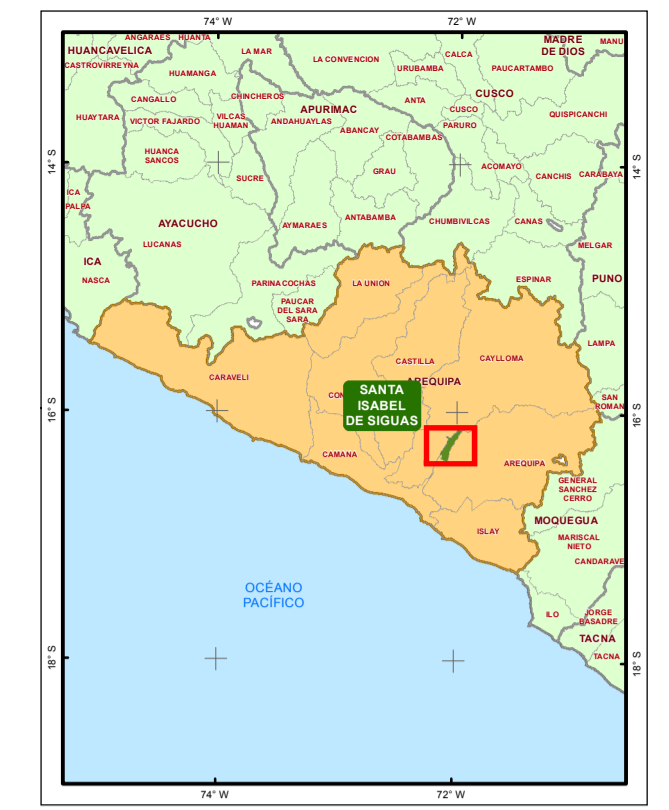 74° W
72° W
ANGARAES
HUANTA
HUANCAVELICA
LA MAR
LA CONVENCION
CALCA
MADRE
DE DIOS
MANU
CASTROVIRREYNA
HUAMANGA
URUBAMBA
PAUCARTAMBO
CANGALLO
CHINCHEROS
ANTA
CUSCO
APURIMAC
CUSCO
HUAYTARA
VICTOR FAJARDO
VILCAS
HUAMAN
ANDAHUAYLAS
ABANCAY
COTABAMBAS
PARURO
QUISPICANCHI
HUANCA
SANCOS
14° S
14° S
SUCRE
GRAU
ACOMAYO
CANCHIS
CARABAYA
ICA
PALPA
AYACUCHO
AYMARAES
ANTABAMBA
CHUMBIVILCAS
CANAS
LUCANAS
MELGAR
ICA
NASCA
PARINACOCHAS
LA UNION
ESPINAR
PUNO
PAUCAR
DEL SARA
SARA
LAMPA
CARAVELI
CASTILLA
CAYLLOMA
AREQUIPA
CON
SANTA
ISABEL
DE SIGUAS
SAN
ROMAN
16° S
16° S
CAMANA
AREQUIPA
GENERAL
SANCHEZ
CERRO
MOQUEGUA
ISLAY
MARISCAL
NIETO
CANDARAVE
OCÉANO
PACÍFICO
ILO
JORGE
BASADRE
TACNA
TACNA
18° S
18° S
74° W
72° W